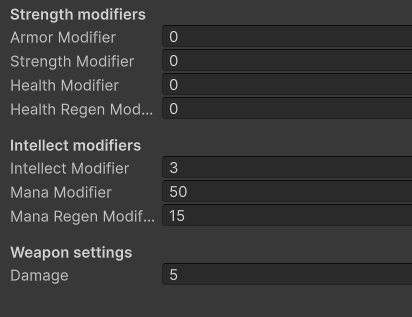 Strength modifiers
Armor Modifier 0
Strength Modifier 0
Health Modifier 0
Health Regen Mod... 0
Intellect modifiers
Intellect Modifier 3
Mana Modifier 50
Mana Regen Modif... 15
Weapon settings
Damage 5